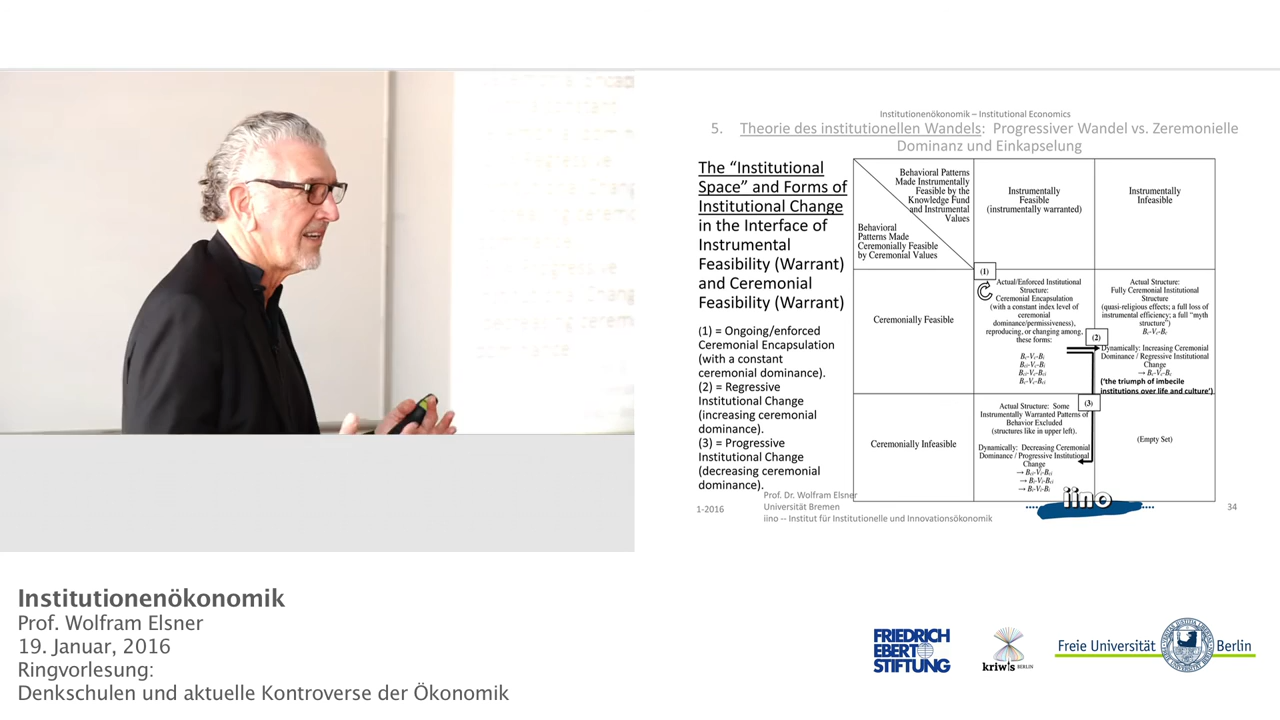 Institutionenökonomik – Institutional Economics
5. Theorie des institutionellen Wandels: Progressiver Wandel vs. Zeremonielle
Dominanz und Einkapselung
The “Institutional
Space” and Forms of
Institutional Change
in the Interface of
Instrumental
Feasibility (Warrant)
and Ceremonial
Feasibility (Warrant)
(1) = Ongoing/enforced
Ceremonial Encapsulation
(with a constant
ceremonial dominance).
(2) = Regressive
Institutional Change
(increasing ceremonial
dominance).
(3) = Progressive
Institutional Change
(decreasing ceremonial
dominance).
Behavioral Patterns
Made Instrumentally
Feasible by the
Knowledge Fund
and Instrumental
Values
Behavioral
Patterns Made
Ceremonially Feasible
by Ceremonial Values
Instrumentally
Feasible
(instrumentally warranted)
Instrumentally
Infeasible
Ceremonially Feasible
(1)
Actual/Enforced Institutional
Structure:
Ceremonial Encapsulation
(with a constant index level of
ceremonial
dominance/permissiveness),
reproducing, or changing among,
these forms:
Actual Structure:
Fully Ceremonial Institutional
Structure
(quasi-religious effects; a full loss of
instrumental efficiency; a full “myth
structure”)
(2)
Dynamically: Increasing Ceremonial
Dominance / Regressive Institutional
Change
(‘the triumph of imbecile
institutions over life and culture’)
Ceremonially Infeasible
(3)
Actual Structure: Some
Instrumentally Warranted Patterns of
Behavior Excluded
(structures like in upper left).
Dynamically: Decreasing Ceremonial
Dominance / Progressive Institutional
Change
(Empty Set)
1-2016
Prof. Dr. Wolfram Elsner
Universität Bremen
iino -- Institut für Institutionelle und Innovationsökonomik
iino
34
Institutionenökonomik
Prof. Wolfram Elsner
19. Januar, 2016
Ringvorlesung:
Denkschulen und aktuelle Kontroverse der Ökonomik
FRIEDRICH
EBERT
STIFTUNG
kriwis BERLIN
Freie Universität Berlin